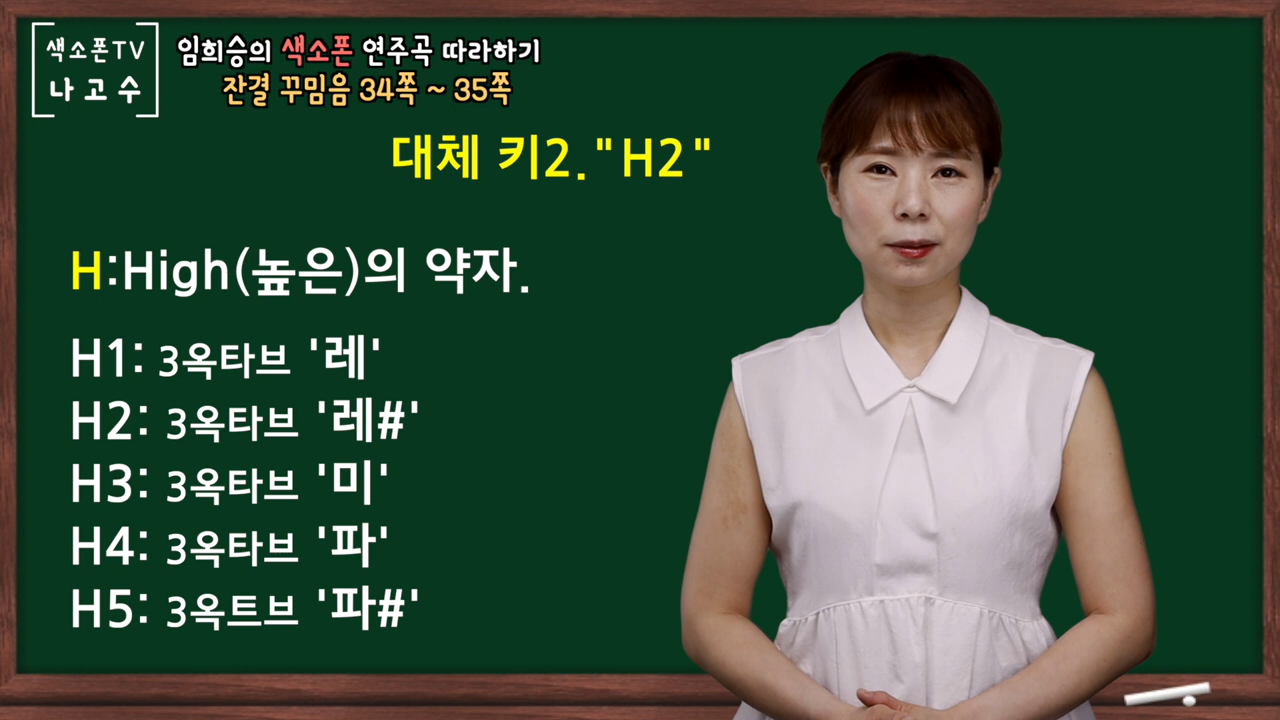 색소폰TV
나고수
임희승의 색소폰 연주곡 따라하기
잔결 꾸밈음 34쪽 ~ 35쪽
대체 키2."H2"
H:High(높은)의 약자.
H1: 3옥타브 '레'
H2: 3옥타브 '레#'
H3: 3옥타브 '미'
H4: 3옥타브 '파'
H5: 3옥트브 '파#'